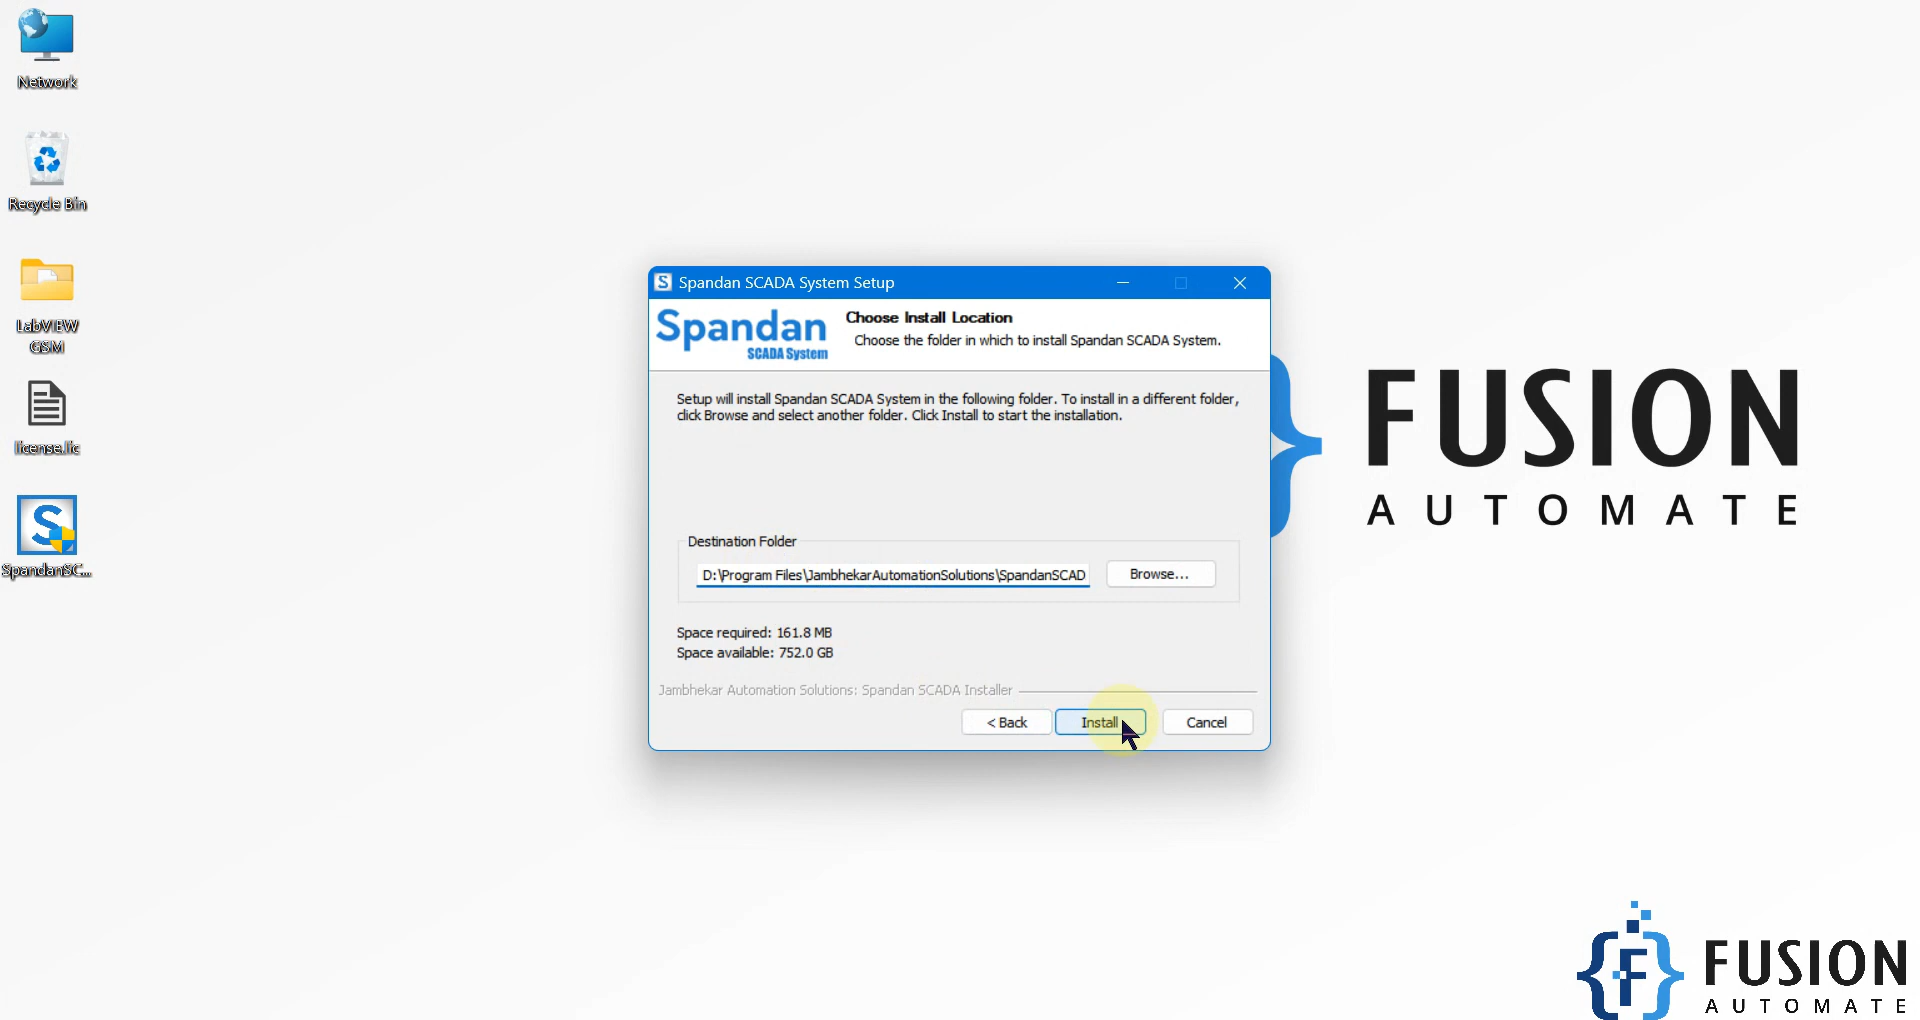 Network
Recycle Bin
LabVIEW
GSM
license.lic
SpandanSC...
Spandan SCADA System Setup
Spandan
SCADA System
Choose Install Location
Choose the folder in which to install Spandan SCADA System.
Setup will install Spandan SCADA System in the following folder. To install in a different folder,
click Browse and select another folder. Click Install to start the installation.
Destination Folder
D:\Program Files\JambhekarAutomationSolutions\SpandanSCAD
Browse...
Space required: 161.8 MB
Space available: 752.0 GB
Jambhekar Automation Solutions: Spandan SCADA Installer
< Back
Install
Cancel
FUSION
AUTOMATE
FUSION
AUTOMATE